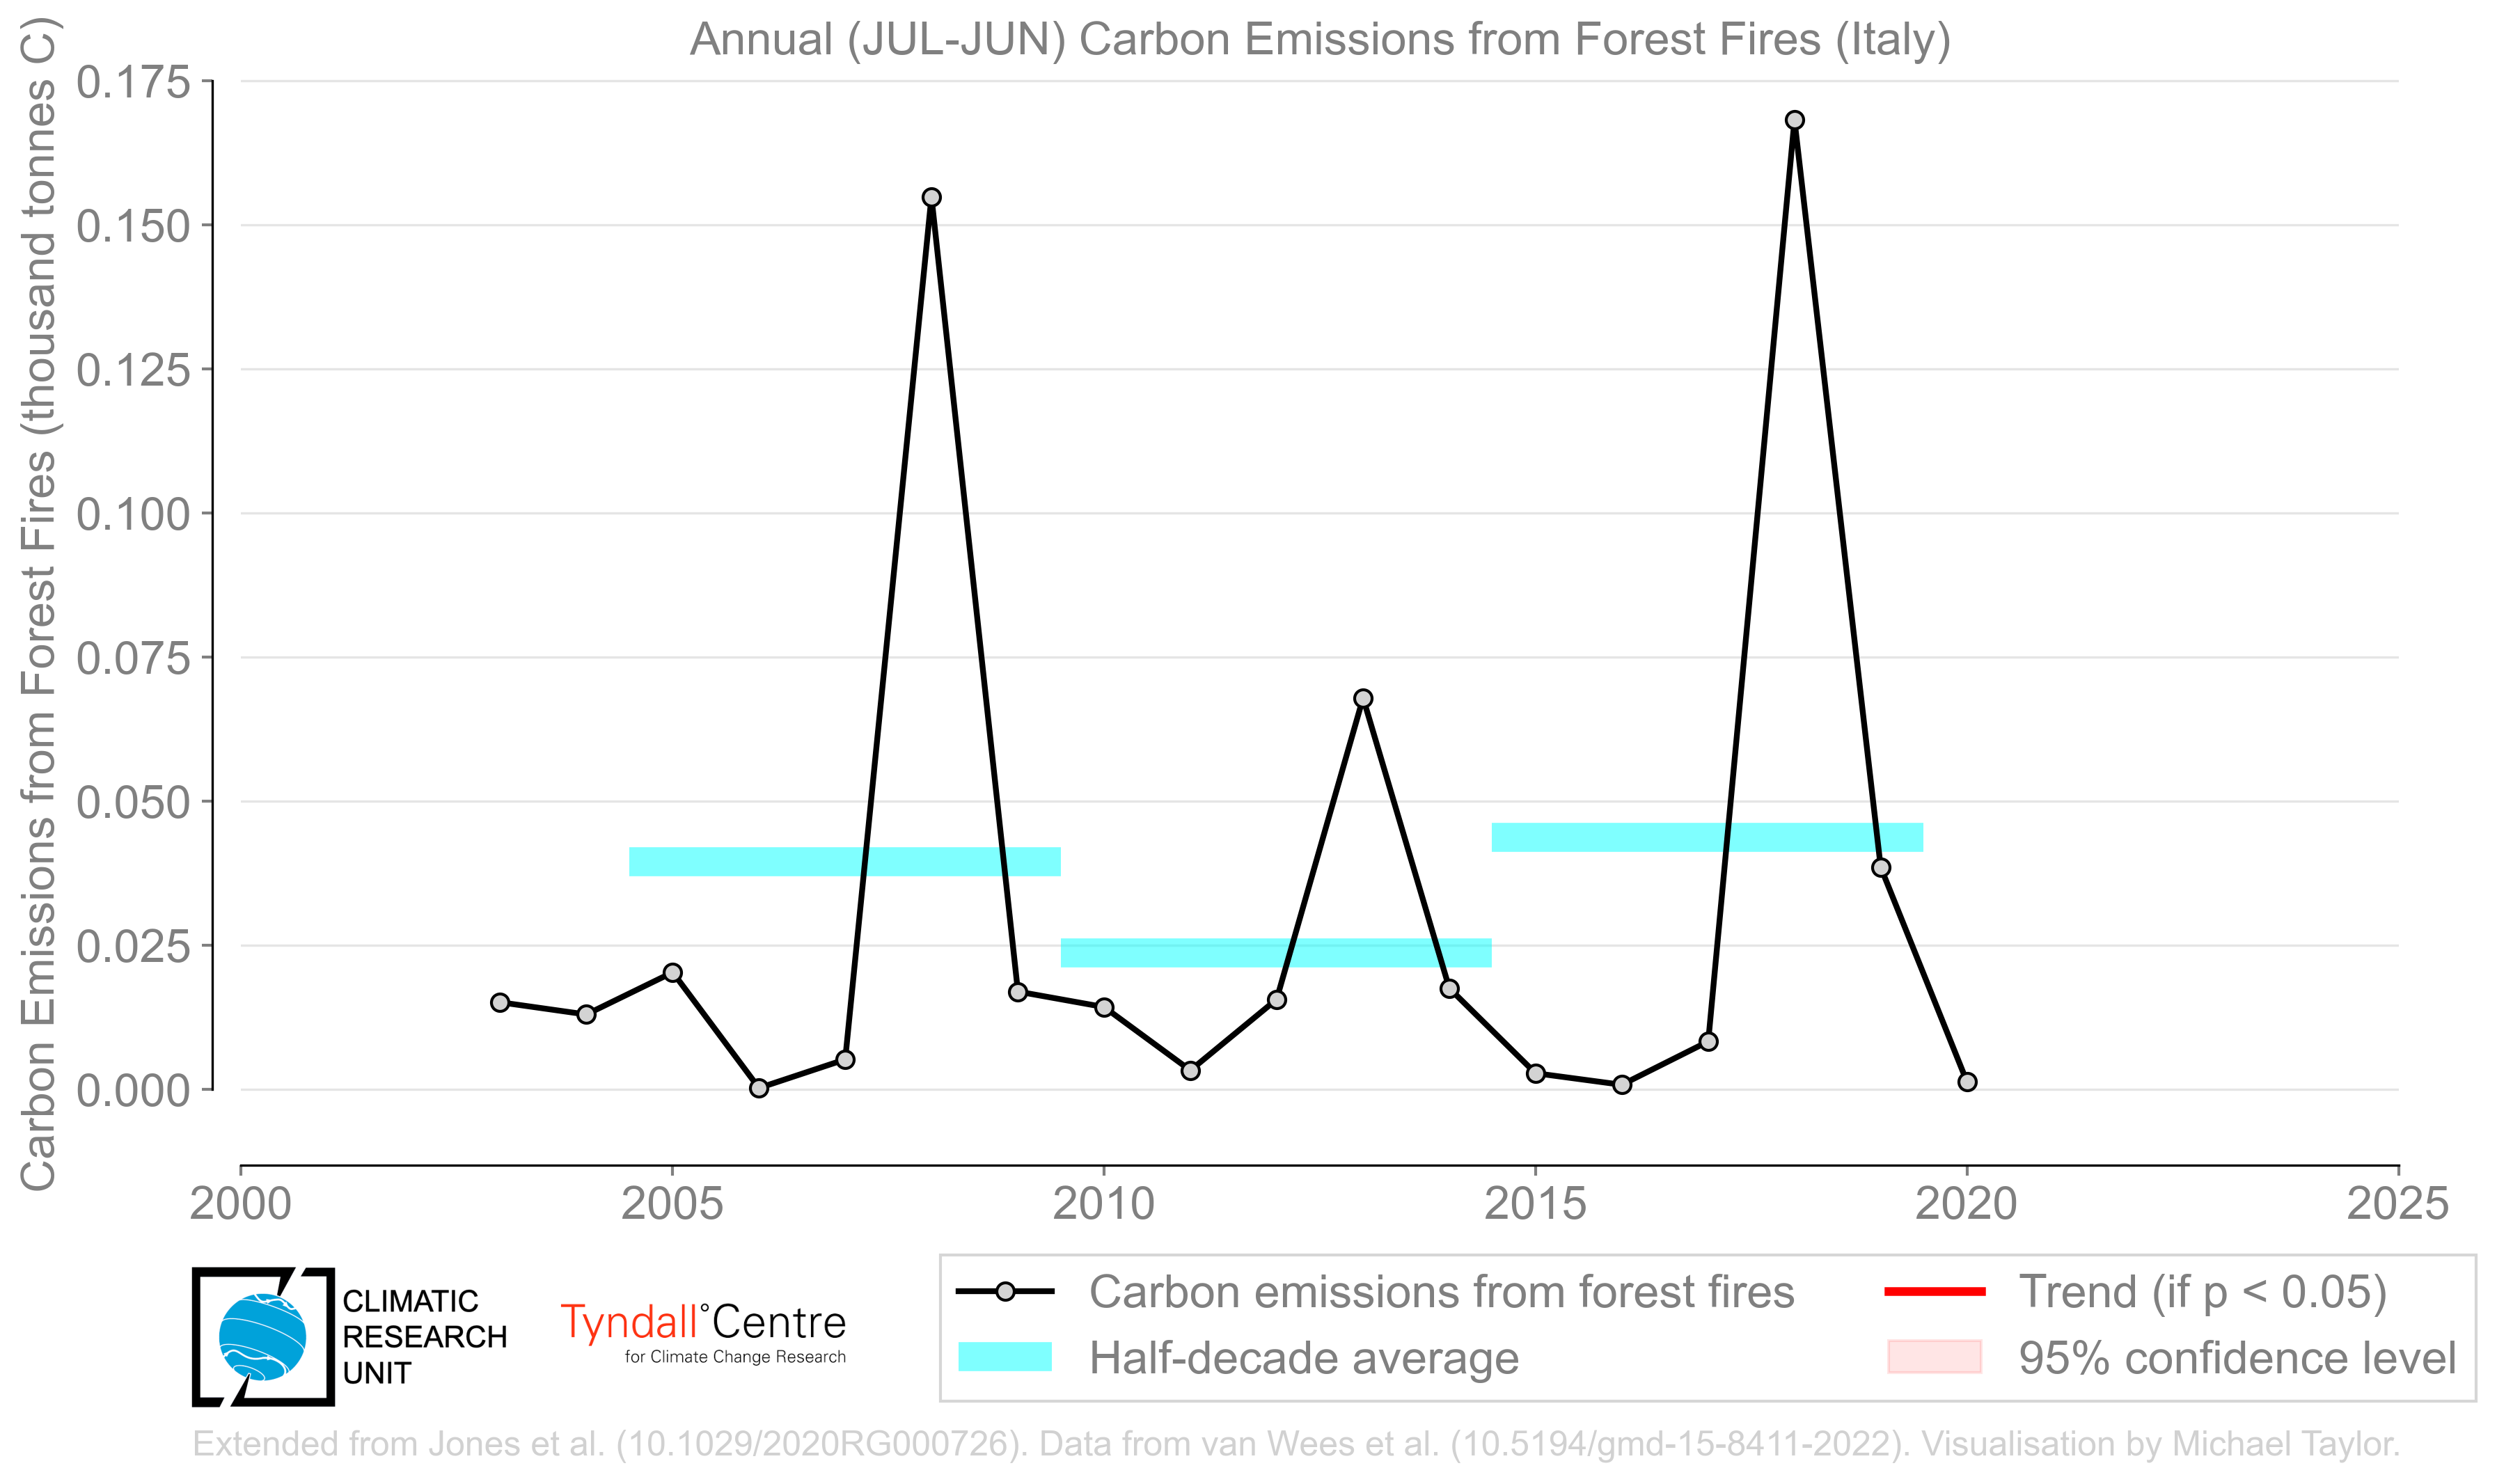 Annual (JUL-JUN) Carbon Emissions from Forest Fires (Italy)
Carbon Emissions from Forest Fires (thousand tonnes C)
0.175
0.150
0.125
0.100
0.075
0.050
0.025
0.000
2000 2005 2010 2015 2020 2025
CLIMATIC
RESEARCH
UNIT
Tyndall°Centre
for Climate Change Research
Carbon emissions from forest fires
Half-decade average
Trend (if p < 0.05)
95% confidence level
Extended from Jones et al. (10.1029/2020RG000726). Data from van Wees et al. (10.5194/gmd-15-8411-2022). Visualisation by Michael Taylor.